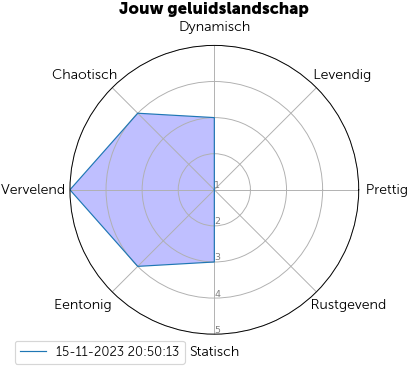 Jouw geluidslandschap
Dynamisch
Chaotisch
Levendig
Vervelend
1
Prettig
2
3
4
Eentonig
Rustgevend
5
15-11-2023 20:50:13
Statisch